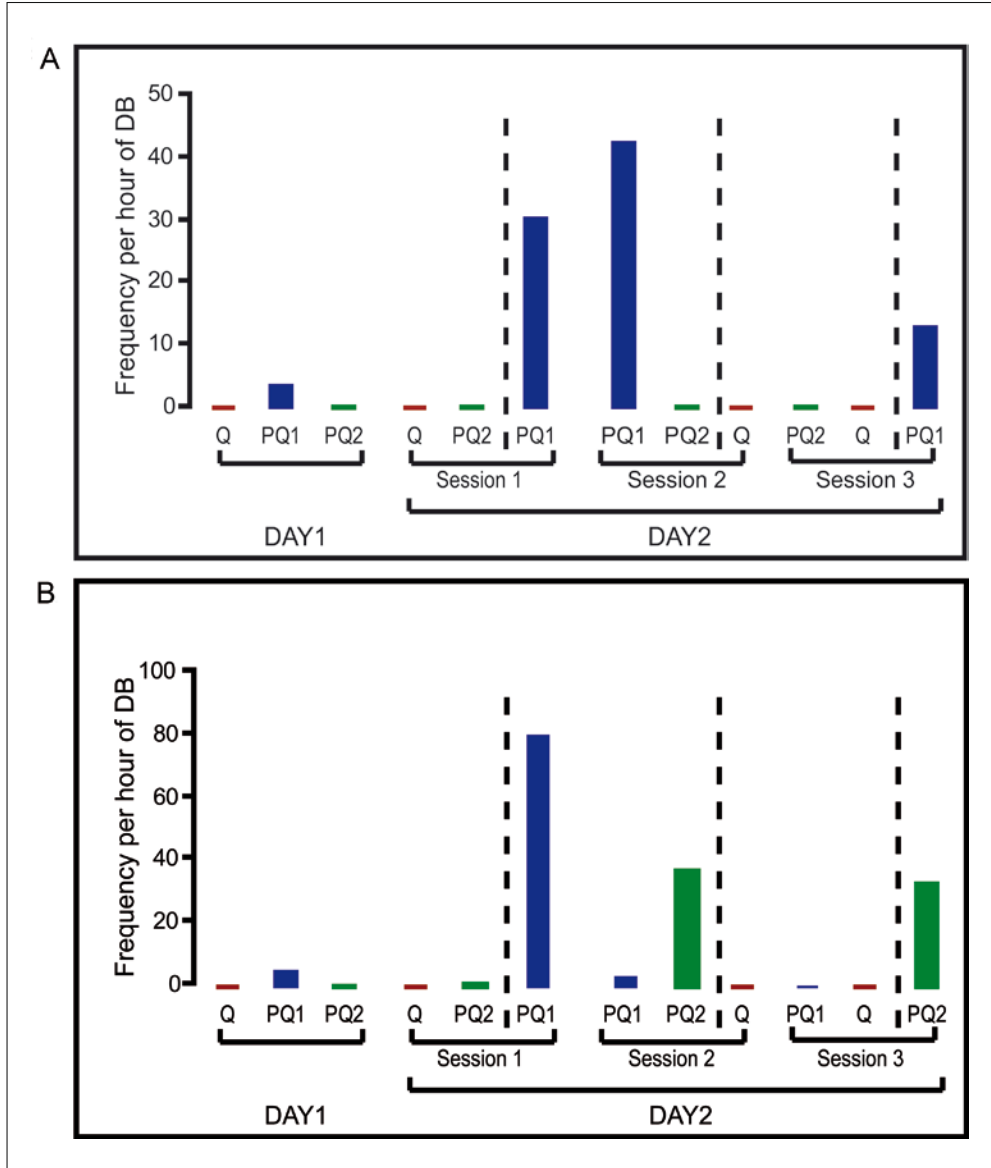 A
Frequency per hour of DB
50
40
30
20
10
0
Q PQ1 PQ2 Q PQ2 PQ1 PQ1 PQ2 Q PQ2 Q PQ1
Session 1 Session 2 Session 3
DAY1 DAY2
B
Frequency per hour of DB
100
80
60
40
20
0
Q PQ1 PQ2 Q PQ2 PQ1 PQ1 PQ2 Q PQ1 Q PQ2
Session 1 Session 2 Session 3
DAY1 DAY2